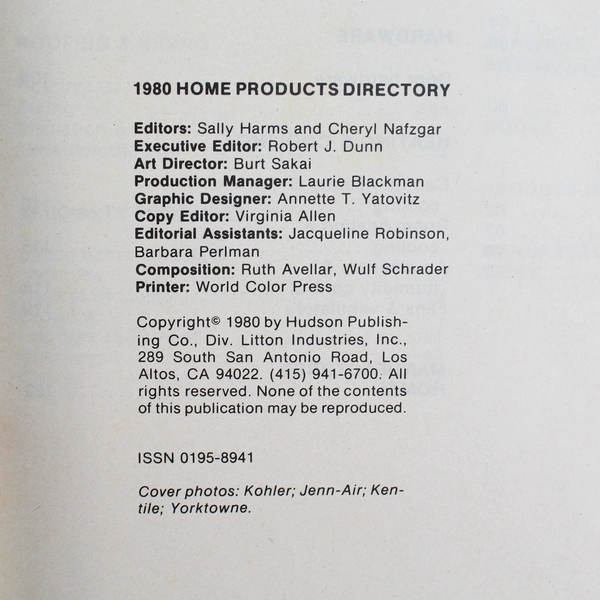 1980 HOME PRODUCTS DIRECTORY
Editors: Sally Harms and Cheryl Nafzgar
Executive Editor: Robert J. Dunn
Art Director: Burt Sakai
Production Manager: Laurie Blackman
Graphic Designer: Annette T. Yatovitz
Copy Editor: Virginia Allen
Editorial Assistants: Jacqueline Robinson,
Barbara Perlman
Composition: Ruth Avellar, Wulf Schrader
Printer: World Color Press
Copyright© 1980 by Hudson Publish-
ing Co., Div. Litton Industries, Inc.,
289 South San Antonio Road, Los
Altos, CA 94022. (415) 941-6700. All
rights reserved. None of the contents
of this publication may be reproduced.
ISSN 0195-8941
Cover photos: Kohler; Jenn-Air; Ken-
tile; Yorktowne.